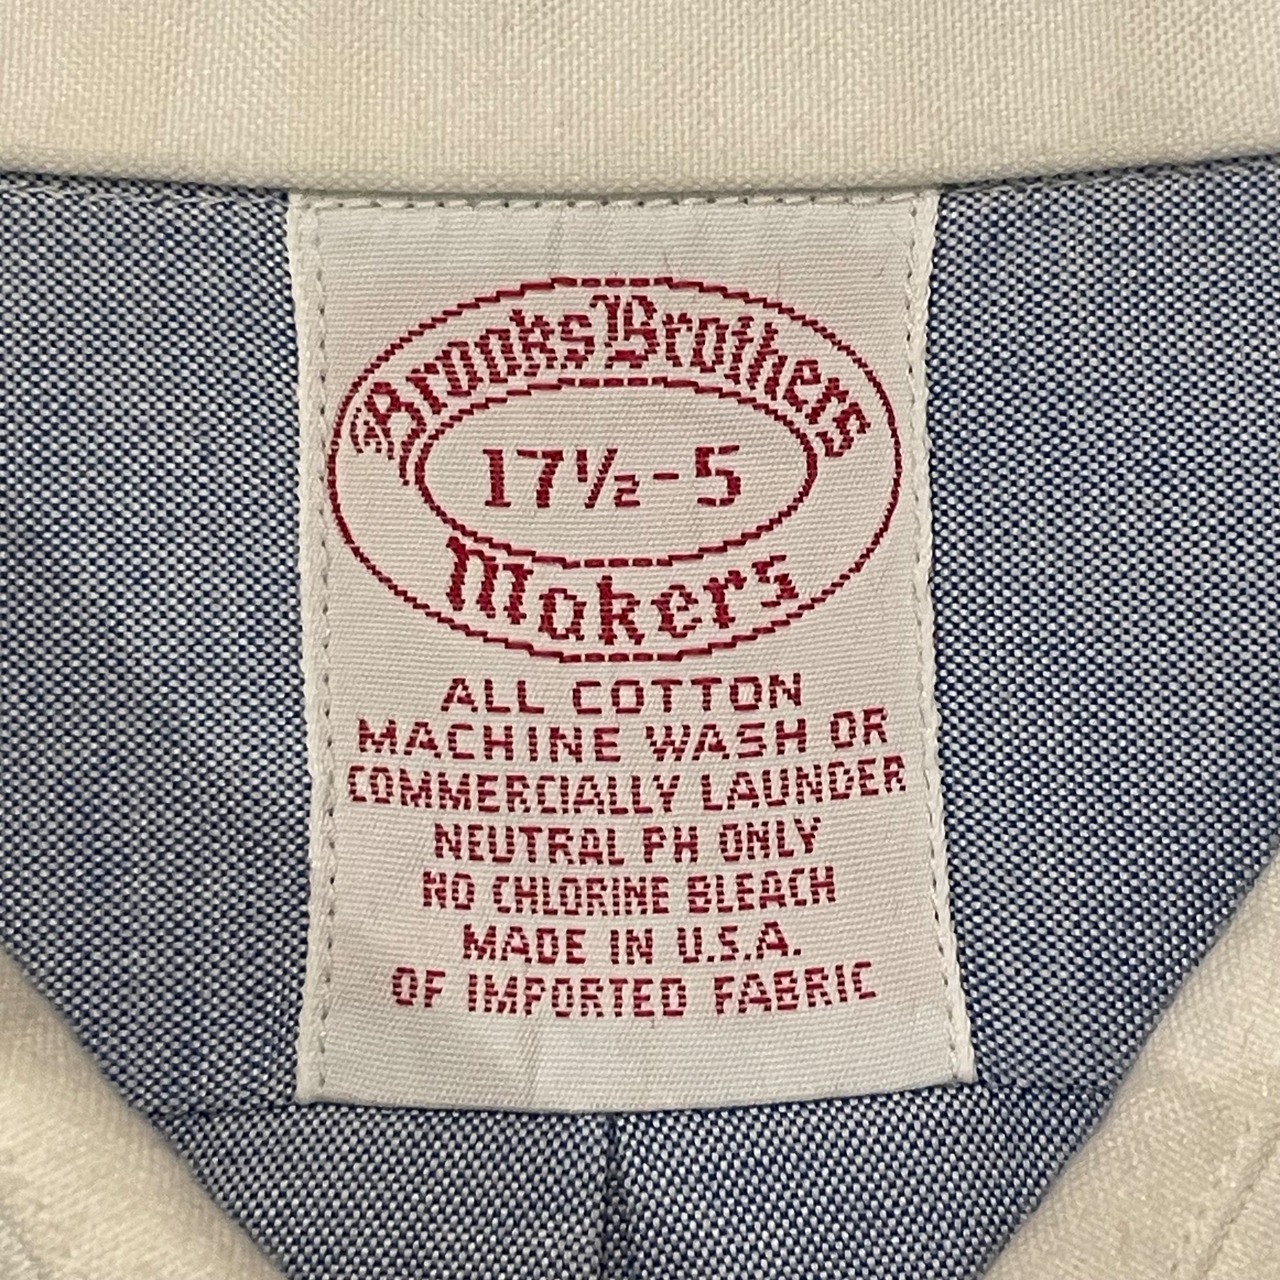 Brooks Brothers
17½-5
Makers
ALL COTTON
MACHINE WASH OR
COMMERCIALLY LAUNDER
NEUTRAL PH ONLY
NO CHLORINE BLEACH
MADE IN U.S.A.
OF IMPORTED FABRIC